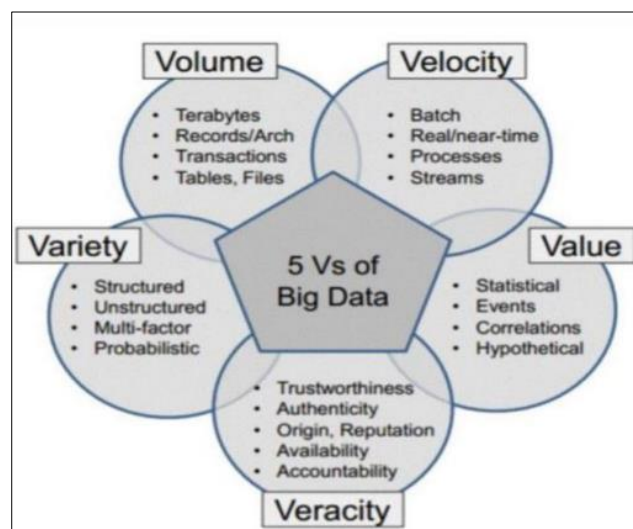 Volume
• Terabytes
• Records/Arch
• Transactions
• Tables, Files
Velocity
• Batch
• Real/near-time
• Processes
• Streams
Variety
• Structured
• Unstructured
• Multi-factor
• Probabilistic
5 Vs of
Big Data
Value
• Statistical
• Events
• Correlations
• Hypothetical
• Trustworthiness
• Authenticity
• Origin, Reputation
• Availability
• Accountability
Veracity